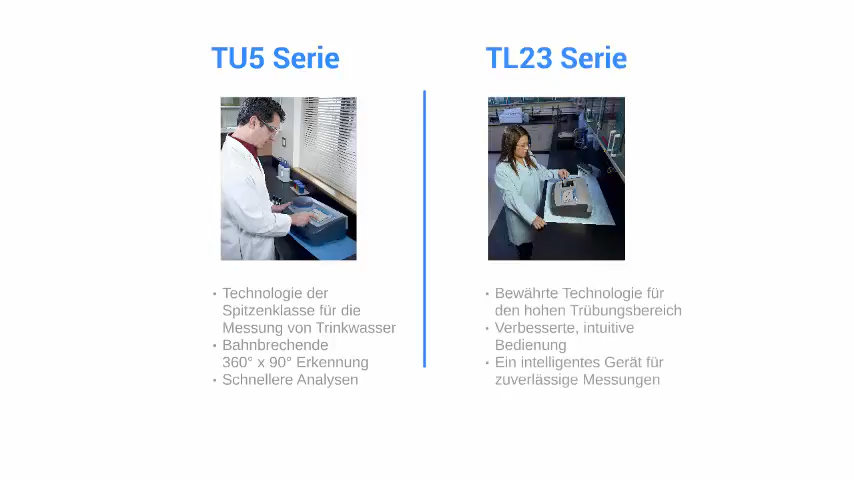 TU5 Serie
• Technologie der
Spitzenklasse für die
Messung von Trinkwasser
• Bahnbrechende
360° x 90° Erkennung
• Schnellere Analysen
TL23 Serie
• Bewährte Technologie für
den hohen Trübungsbereich
• Verbesserte, intuitive
Bedienung
• Ein intelligentes Gerät für
zuverlässige Messungen